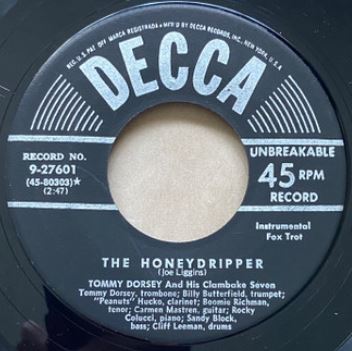 REG. U.S. PAT. OFF. MARCA REGISTRADA • MF'D BY DECCA RECORDS, INC., NEW YORK, U.S.A.
DECCA
RECORD NO.
9-27601
(45-80303)★
(2:47)
UNBREAKABLE
45 RPM
RECORD
Instrumental
Fox Trot
THE HONEYDRIPPER
(Joe Liggins)
TOMMY DORSEY And His Clambake Seven
Tommy Dorsey, trombone; Billy Butterfield, trumpet;
"Peanuts" Hucko, clarinet; Boomie Richman,
tenor; Carmen Mastren, guitar; Rocky
Colucci, piano; Sandy Block,
bass; Cliff Leeman, drums